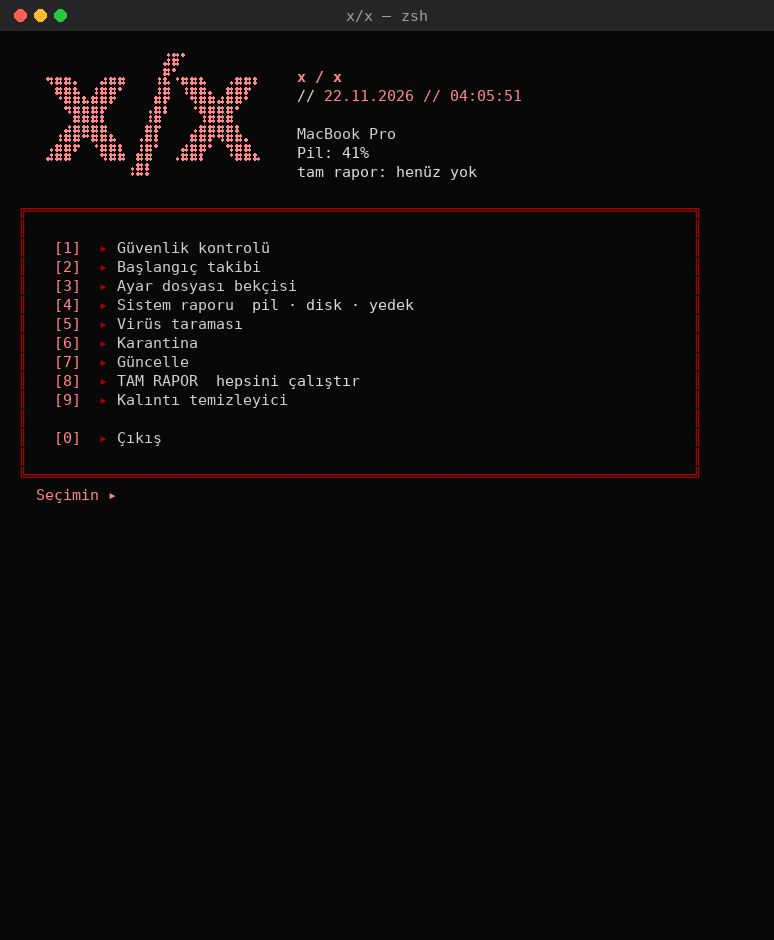 x/x — zsh
x/x
x / x
// 22.11.2026 // 04:05:51
MacBook Pro
Pil: 41%
tam rapor: henüz yok
[1] ▸ Güvenlik kontrolü
[2] ▸ Başlangıç takibi
[3] ▸ Ayar dosyası bekçisi
[4] ▸ Sistem raporu  pil · disk · yedek
[5] ▸ Virüs taraması
[6] ▸ Karantina
[7] ▸ Güncelle
[8] ▸ TAM RAPOR  hepsini çalıştır
[9] ▸ Kalıntı temizleyici
[0] ▸ Çıkış
Seçimin ▸